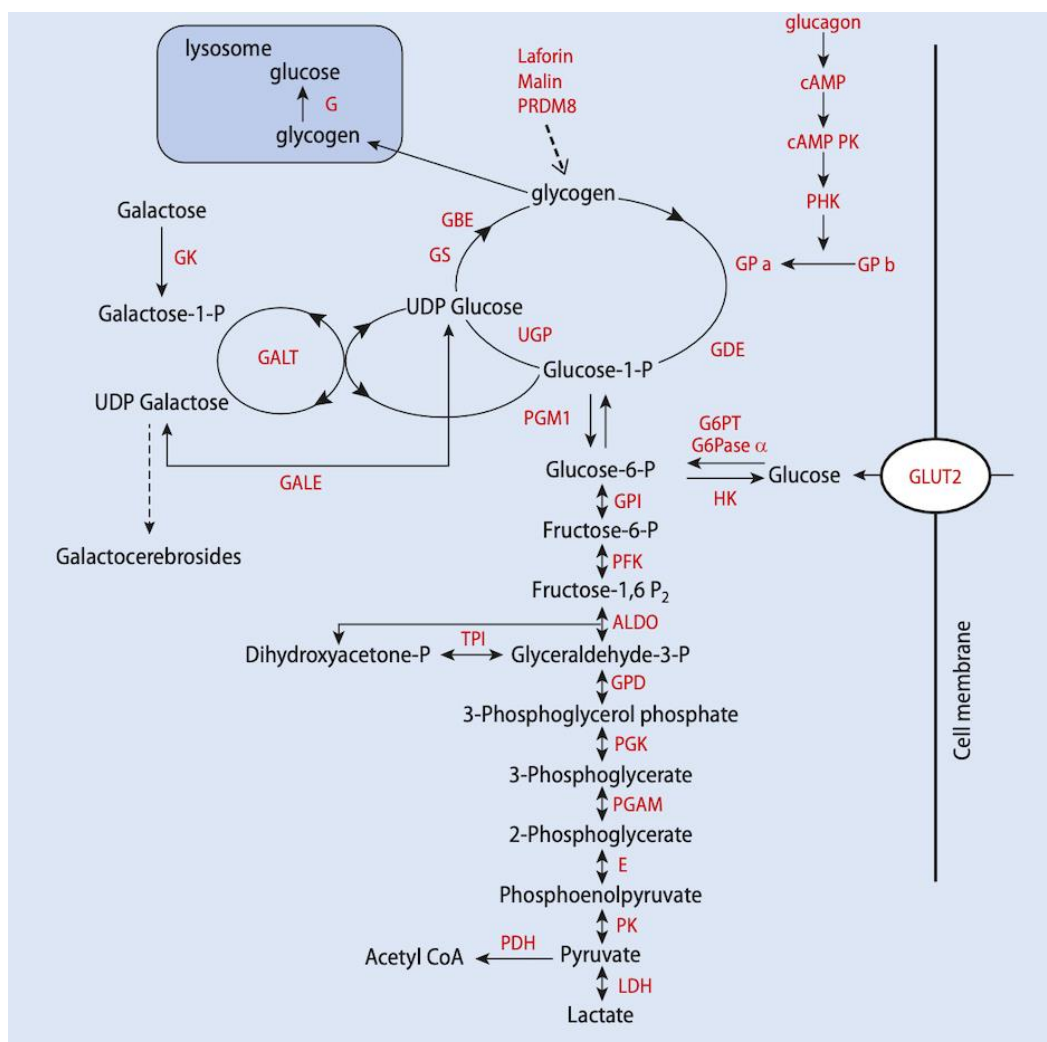 glucagon
lysosome
glucose
G
glycogen
Laforin
Malin
PRDM8
cAMP
cAMP PK
PHK
GP a
GP b
glycogen
GBE
GS
Galactose
GK
Galactose-1-P
UDP Glucose
UGP
GDE
GALT
Glucose-1-P
UDP Galactose
PGM1
G6PT
G6Pase α
Glucose-6-P
Glucose
GLUT2
HK
GALE
GPI
Fructose-6-P
Galactocerebrosides
PFK
Fructose-1,6 P₂
ALDO
TPI
Dihydroxyacetone-P
Glyceraldehyde-3-P
GPD
3-Phosphoglycerol phosphate
PGK
3-Phosphoglycerate
PGAM
2-Phosphoglycerate
E
Phosphoenolpyruvate
PK
PDH
Acetyl CoA
Pyruvate
LDH
Lactate
Cell membrane